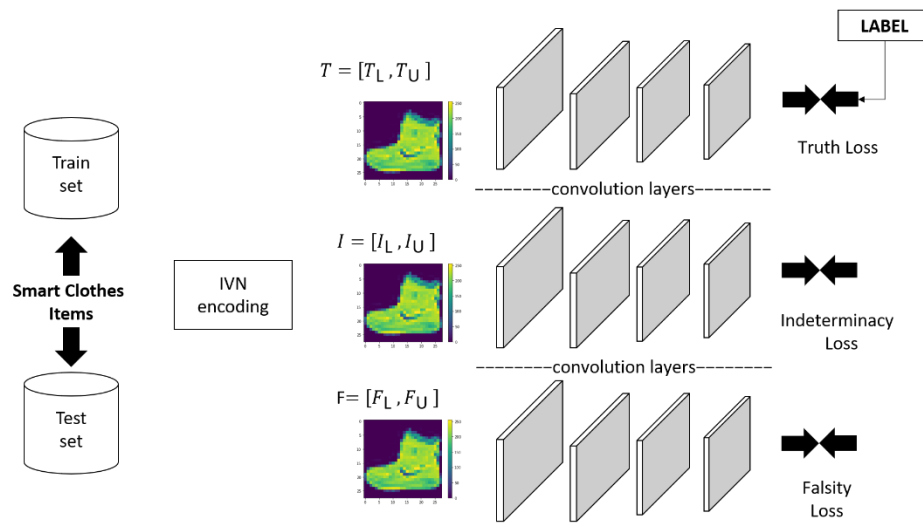 LABEL
T = [T_L , T_U ]
Truth Loss
Train
set
--------convolution layers--------
I = [I_L , I_U ]
IVN
encoding
Smart Clothes
Items
Indeterminacy
Loss
--------convolution layers--------
F= [F_L , F_U ]
Test
set
Falsity
Loss